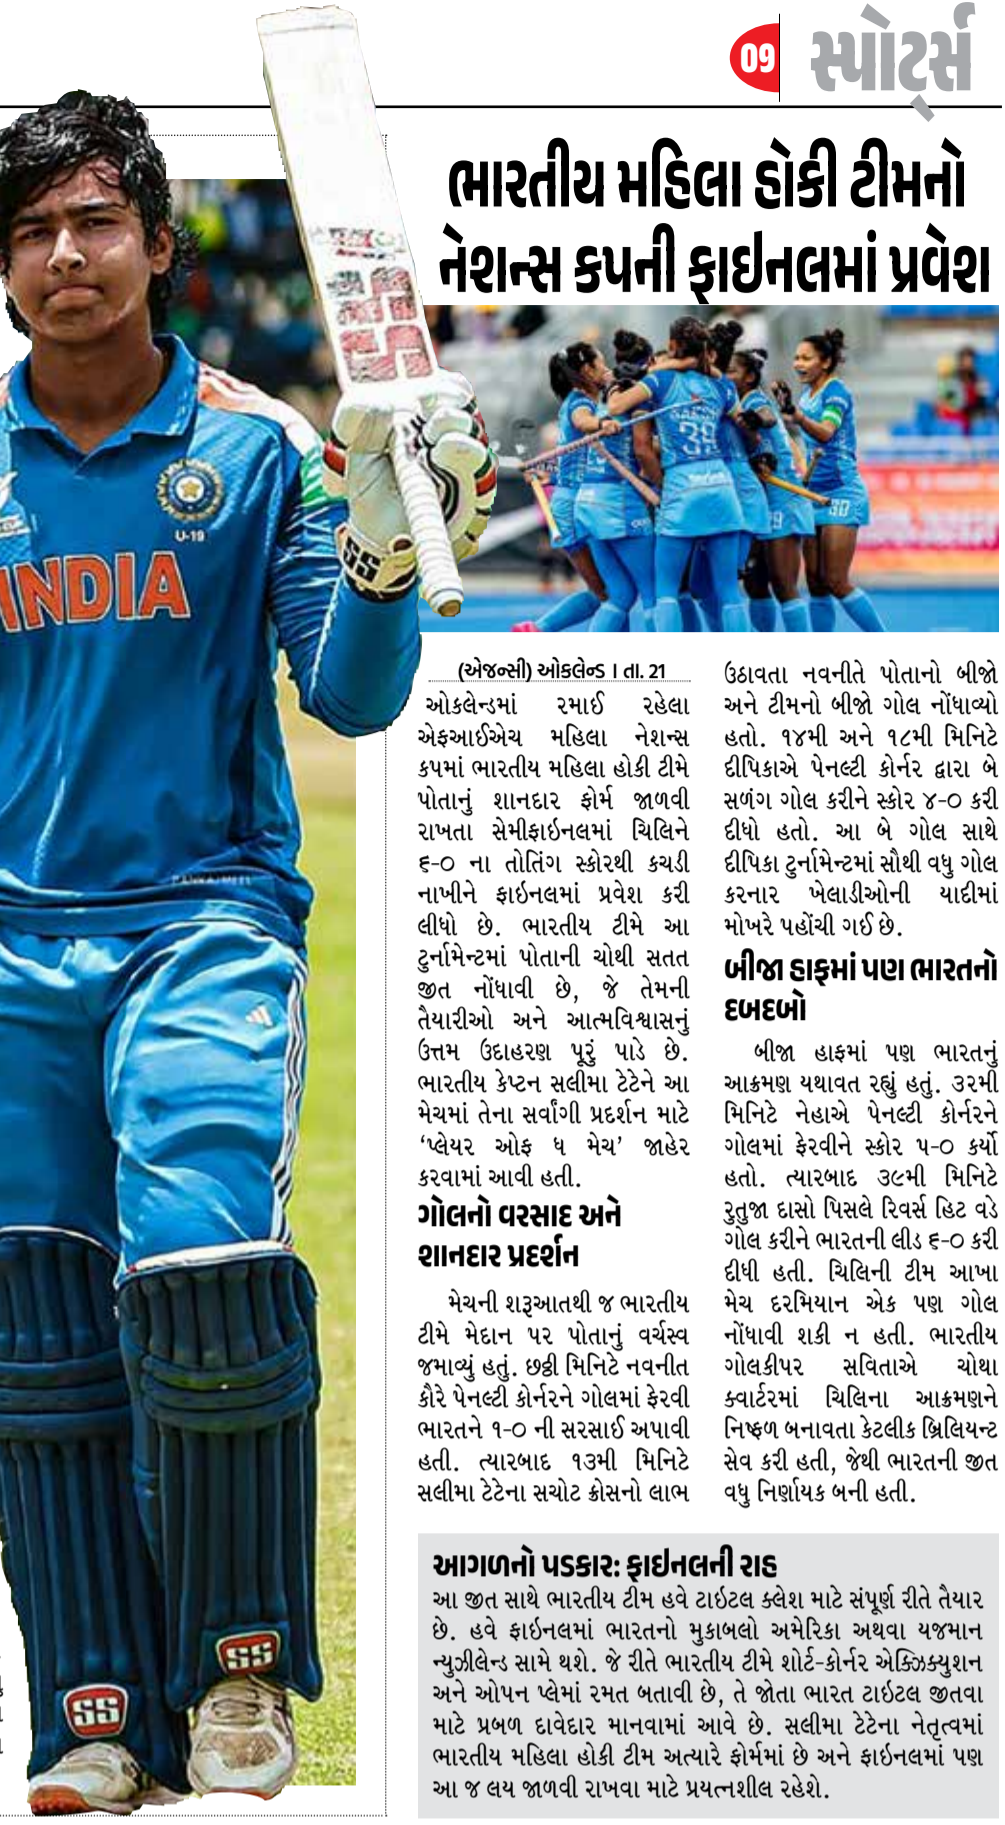 09
સ્પોર્ટ્સ
ભારતીય મહિલા હોકી ટીમનો
નેશન્સ કપની ફાઇનલમાં પ્રવેશ
U-19
INDIA
SS
SS
SS
SS
39
30
(એજન્સી) ઓકલેન્ડ । તા. 21
ઓકલેન્ડમાં રમાઈ રહેલા
એફઆઈએચ મહિલા નેશન્સ
કપમાં ભારતીય મહિલા હોકી ટીમે
પોતાનું શાનદાર ફોર્મ જાળવી
રાખતા સેમીફાઇનલમાં ચિલિને
૬-૦ ના તોતિંગ સ્કોરથી કચડી
નાખીને ફાઇનલમાં પ્રવેશ કરી
લીધો છે. ભારતીય ટીમે આ
ટુર્નામેન્ટમાં પોતાની ચોથી સતત
જીત નોંધાવી છે, જે તેમની
તૈયારીઓ અને આત્મવિશ્વાસનું
ઉત્તમ ઉદાહરણ પૂરું પાડે છે.
ભારતીય કેપ્ટન સલીમા ટેટેને આ
મેચમાં તેના સર્વાંગી પ્રદર્શન માટે
‘પ્લેયર ઓફ ધ મેચ’ જાહેર
કરવામાં આવી હતી.
ગોલનો વરસાદ અને
શાનદાર પ્રદર્શન
મેચની શરૂઆતથી જ ભારતીય
ટીમે મેદાન પર પોતાનું વર્ચસ્વ
જમાવ્યું હતું. છઠ્ઠી મિનિટે નવનીત
કૌરે પેનલ્ટી કોર્નરને ગોલમાં ફેરવી
ભારતને ૧-૦ ની સરસાઈ અપાવી
હતી. ત્યારબાદ ૧૩મી મિનિટે
સલીમા ટેટેના સચોટ ક્રોસનો લાભ
ઉઠાવતા નવનીતે પોતાનો બીજો
અને ટીમનો બીજો ગોલ નોંધાવ્યો
હતો. ૧૪મી અને ૧૮મી મિનિટે
દીપિકાએ પેનલ્ટી કોર્નર દ્વારા બે
સળંગ ગોલ કરીને સ્કોર ૪-૦ કરી
દીધો હતો. આ બે ગોલ સાથે
દીપિકા ટુર્નામેન્ટમાં સૌથી વધુ ગોલ
કરનાર ખેલાડીઓની યાદીમાં
મોખરે પહોંચી ગઈ છે.
બીજા હાફમાં પણ ભારતનો
દબદબો
બીજા હાફમાં પણ ભારતનું
આક્રમણ યથાવત રહ્યું હતું. ૩૨મી
મિનિટે નેહાએ પેનલ્ટી કોર્નરને
ગોલમાં ફેરવીને સ્કોર ૫-૦ કર્યો
હતો. ત્યારબાદ ૩૯મી મિનિટે
રુતુજા દાસો પિસલે રિવર્સ હિટ વડે
ગોલ કરીને ભારતની લીડ ૬-૦ કરી
દીધી હતી. ચિલિની ટીમ આખા
મેચ દરમિયાન એક પણ ગોલ
નોંધાવી શકી ન હતી. ભારતીય
ગોલકીપર સવિતાએ ચોથા
ક્વાર્ટરમાં ચિલિના આક્રમણને
નિષ્ફળ બનાવતા કેટલીક બ્રિલિયન્ટ
સેવ કરી હતી, જેથી ભારતની જીત
વધુ નિર્ણાયક બની હતી.
આગળનો પડકાર: ફાઇનલની રાહ
આ જીત સાથે ભારતીય ટીમ હવે ટાઇટલ ક્લેશ માટે સંપૂર્ણ રીતે તૈયાર
છે. હવે ફાઇનલમાં ભારતનો મુકાબલો અમેરિકા અથવા યજમાન
ન્યુઝીલેન્ડ સામે થશે. જે રીતે ભારતીય ટીમે શોર્ટ-કોર્નર એક્ઝિક્યુશન
અને ઓપન પ્લેમાં રમત બતાવી છે, તે જોતા ભારત ટાઇટલ જીતવા
માટે પ્રબળ દાવેદાર માનવામાં આવે છે. સલીમા ટેટેના નેતૃત્વમાં
ભારતીય મહિલા હોકી ટીમ અત્યારે ફોર્મમાં છે અને ફાઇનલમાં પણ
આ જ લય જાળવી રાખવા માટે પ્રયત્નશીલ રહેશે.